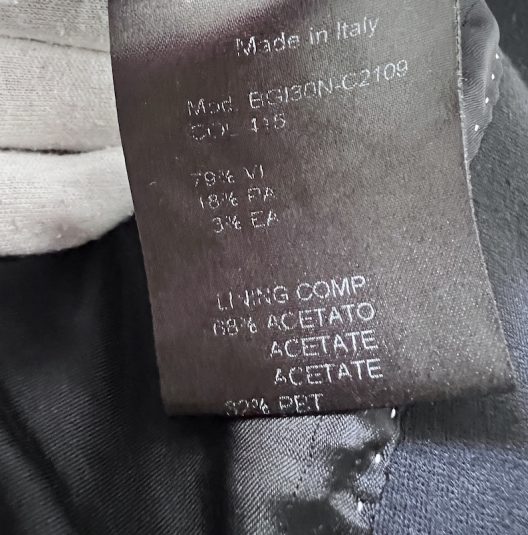 Made in Italy
Mod. BGI30N-C2109
COL 415
79% VI
18% PA
3% EA
LINING COMP
68% ACETATO
ACETATE
ACETATE
32% PET